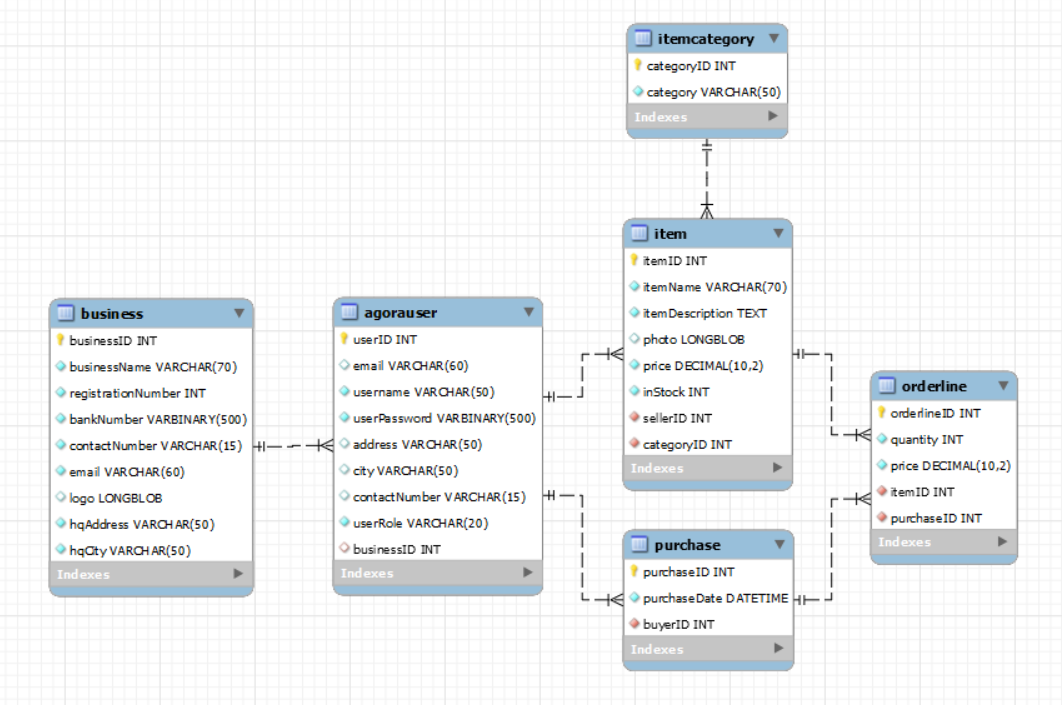 itemcategory
categoryID INT
category VARCHAR(50)
Indexes
item
itemID INT
itemName VARCHAR(70)
itemDescription TEXT
photo LONGBLOB
price DECIMAL(10,2)
inStock INT
sellerID INT
categoryID INT
Indexes
business
businessID INT
businessName VARCHAR(70)
registrationNumber INT
bankNumber VARBINARY(500)
contactNumber VARCHAR(15)
email VARCHAR(60)
logo LONGBLOB
hqAddress VARCHAR(50)
hqCity VARCHAR(50)
Indexes
agorauser
userID INT
email VARCHAR(60)
username VARCHAR(50)
userPassword VARBINARY(500)
address VARCHAR(50)
city VARCHAR(50)
contactNumber VARCHAR(15)
userRole VARCHAR(20)
businessID INT
Indexes
orderline
orderlineID INT
quantity INT
price DECIMAL(10,2)
itemID INT
purchaseID INT
Indexes
purchase
purchaseID INT
purchaseDate DATETIME
buyerID INT
Indexes